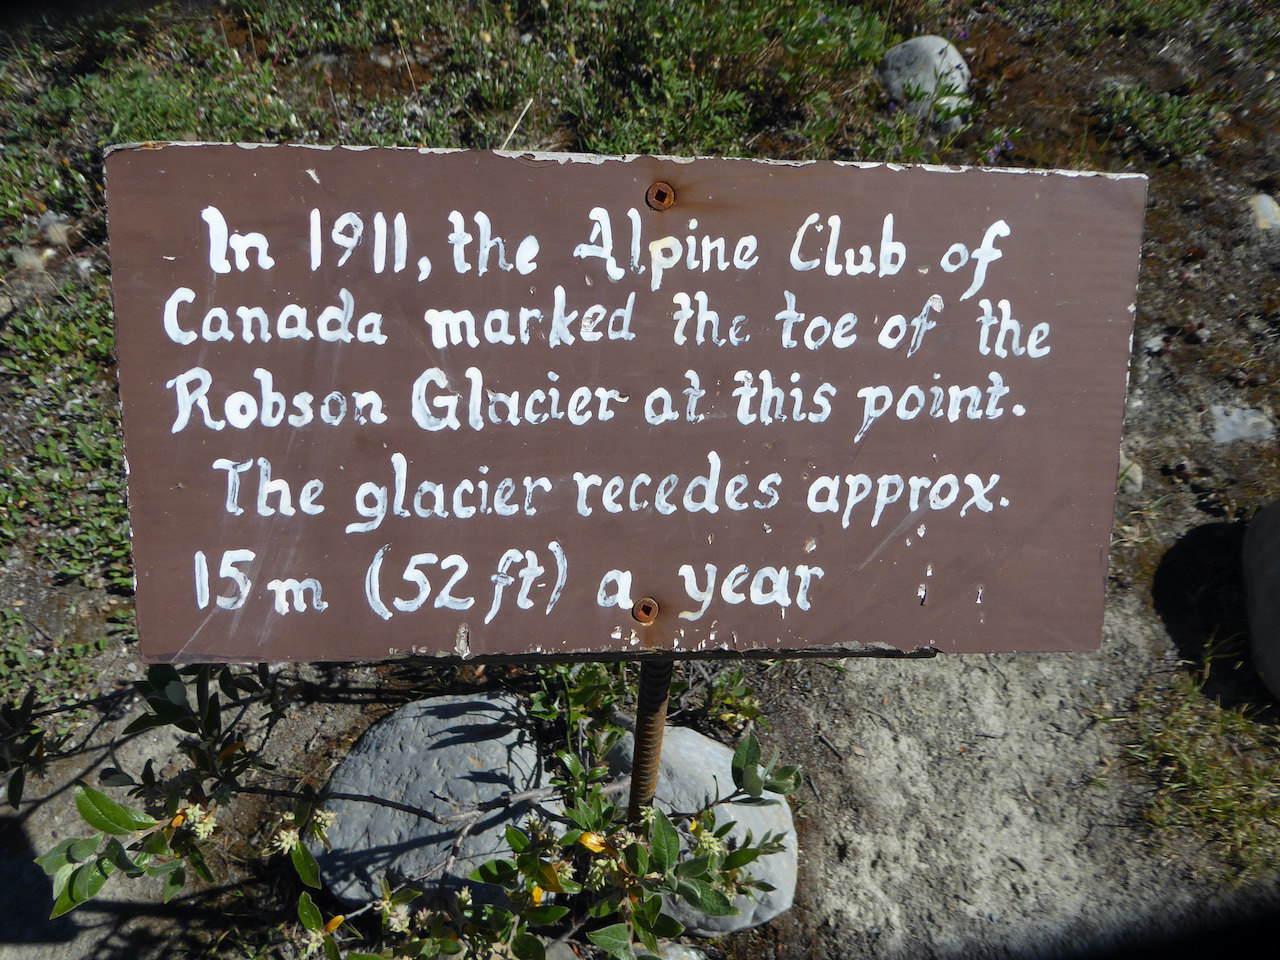 In 1911, the Alpine Club of
Canada marked the toe of the
Robson Glacier at this point.
The glacier recedes approx.
15 m (52 ft) a year